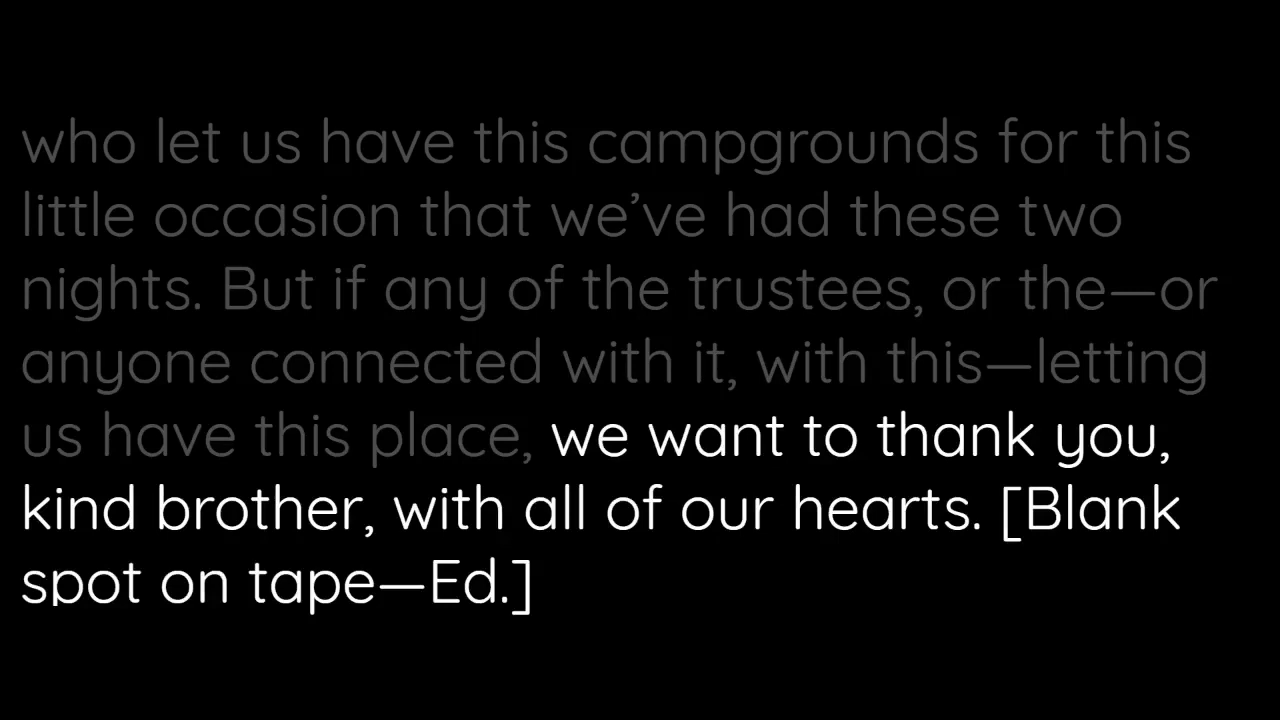 who let us have this campgrounds for this
little occasion that we’ve had these two
nights. But if any of the trustees, or the—or
anyone connected with it, with this—letting
us have this place, we want to thank you,
kind brother, with all of our hearts. [Blank
spot on tape—Ed.]